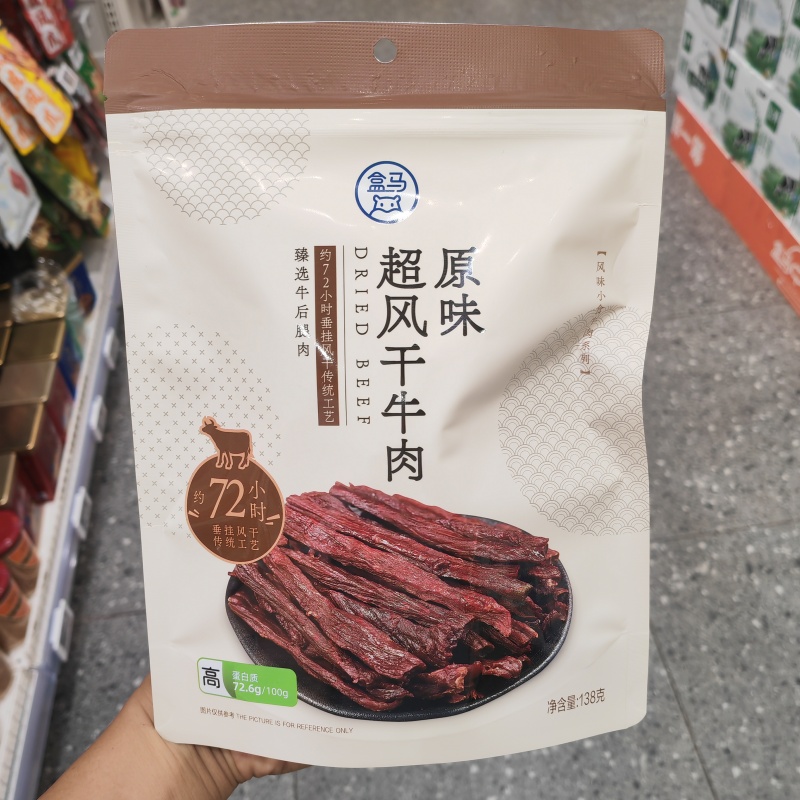 盒马
原味
超风干牛肉
DRIED BEEF
约72小时垂挂风干传统工艺
臻选牛后腿肉
约
72
小时
垂挂风干
传统工艺
高
蛋白质
72.6g/100g
净含量:138克
图片仅供参考 THE PICTURE IS FOR REFERENCE ONLY